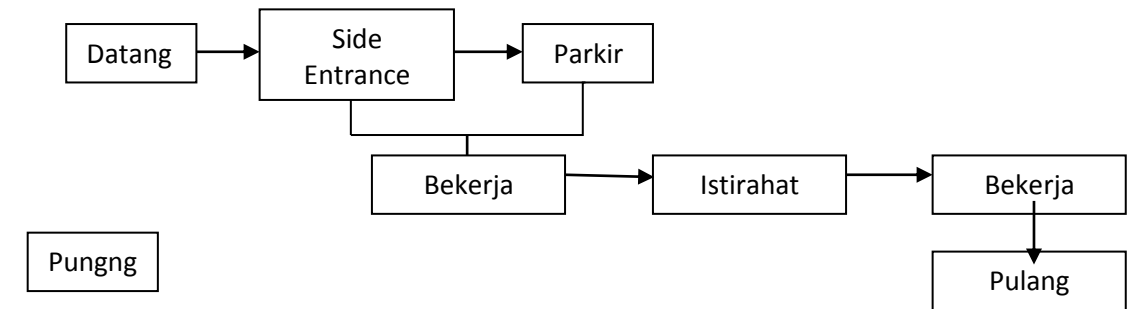 Datang
Side
Entrance
Parkir
Bekerja
Istirahat
Bekerja
Pungng
Pulang